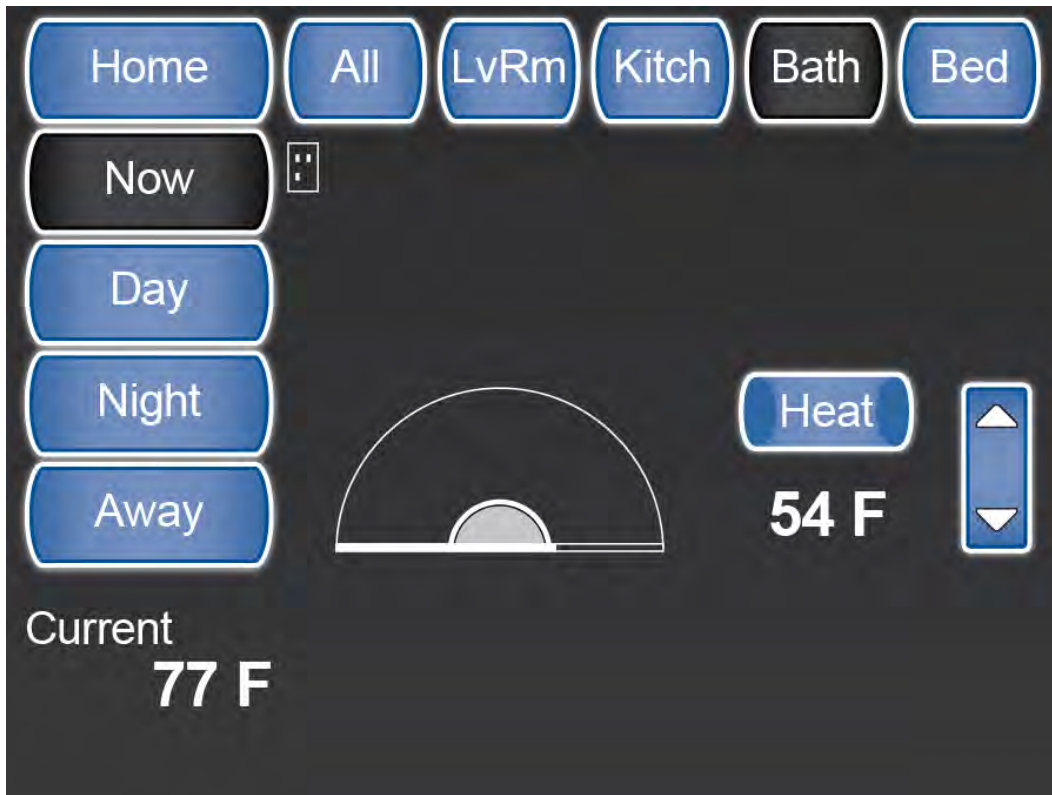 Home All LvRm Kitch Bath Bed
Now
Day
Night Heat
Away 54 F
Current
77 F